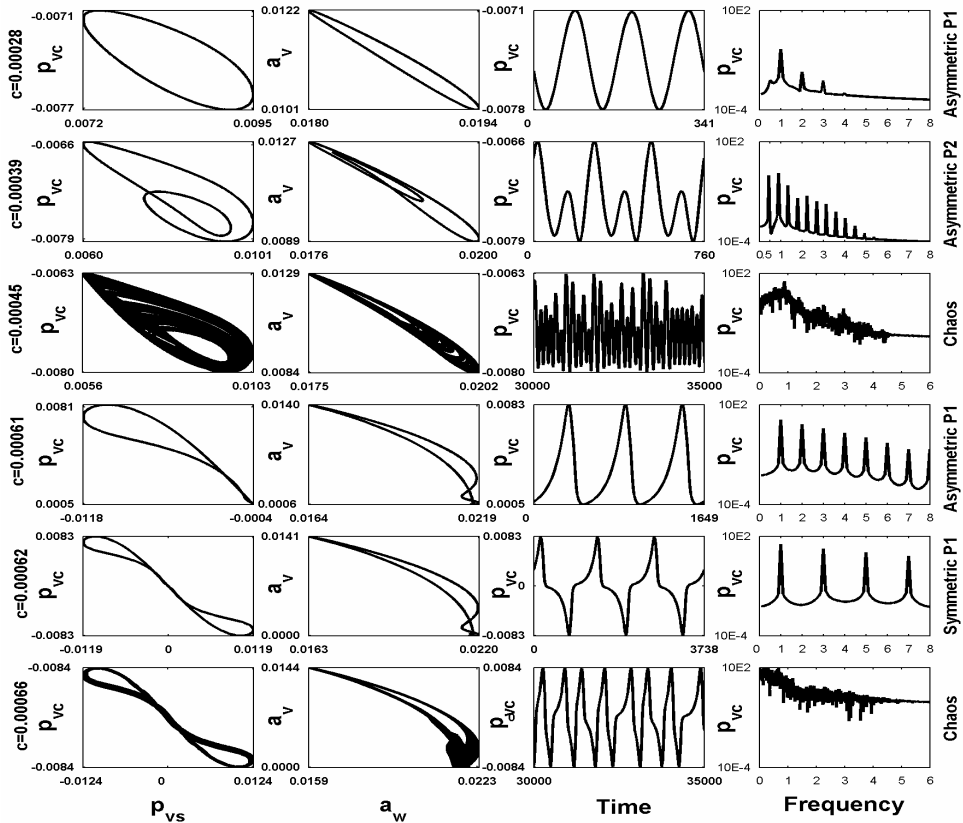 c=0.00028
-0.0071
p_vc
-0.0077
0.0072 0.0095
0.0122
a_v
0.0101
0.0180 0.0194
-0.0071
p_vc
-0.0078
0 341
10E2
p_vc
10E-4
0 1 2 3 4 5 6 7 8
Asymmetric P1
c=0.00039
-0.0066
p_vc
-0.0079
0.0060 0.0101
0.0127
a_v
0.0089
0.0176 0.0200
-0.0066
p_vc
-0.0079
0 760
10E2
p_vc
10E-4
0.5 1 2 3 4 5 6 7 8
Asymmetric P2
c=0.00045
-0.0063
p_vc
-0.0080
0.0056 0.0103
0.0129
a_v
0.0084
0.0175 0.0202
-0.0063
p_vc
-0.0080
30000 35000
10E2
p_vc
10E-4
0 1 2 3 4 5 6
Chaos
c=0.00061
0.0081
p_vc
0.0005
-0.0118 -0.0004
0.0140
a_v
0.0006
0.0164 0.0219
0.0083
p_vc
0.0005
0 1649
10E2
p_vc
10E-4
0 1 2 3 4 5 6 7 8
Asymmetric P1
c=0.00062
0.0083
p_vc
-0.0083
-0.0119 0 0.0119
0.0141
a_v
0.0000
0.0163 0.0220
0.0083
p_vc
0
-0.0083
0 3738
10E2
p_vc
10E-4
0 1 2 3 4 5 6 7 8
Symmetric P1
c=0.00066
-0.0084
p_vc
-0.0084
-0.0124 0 0.0124
0.0144
a_v
0.0000
0.0159 0.0223
0.0084
-0.0084
30000 35000
10E2
p_vc
10E-4
0 1 2 3 4 5 6
Chaos
p_vs a_w Time Frequency